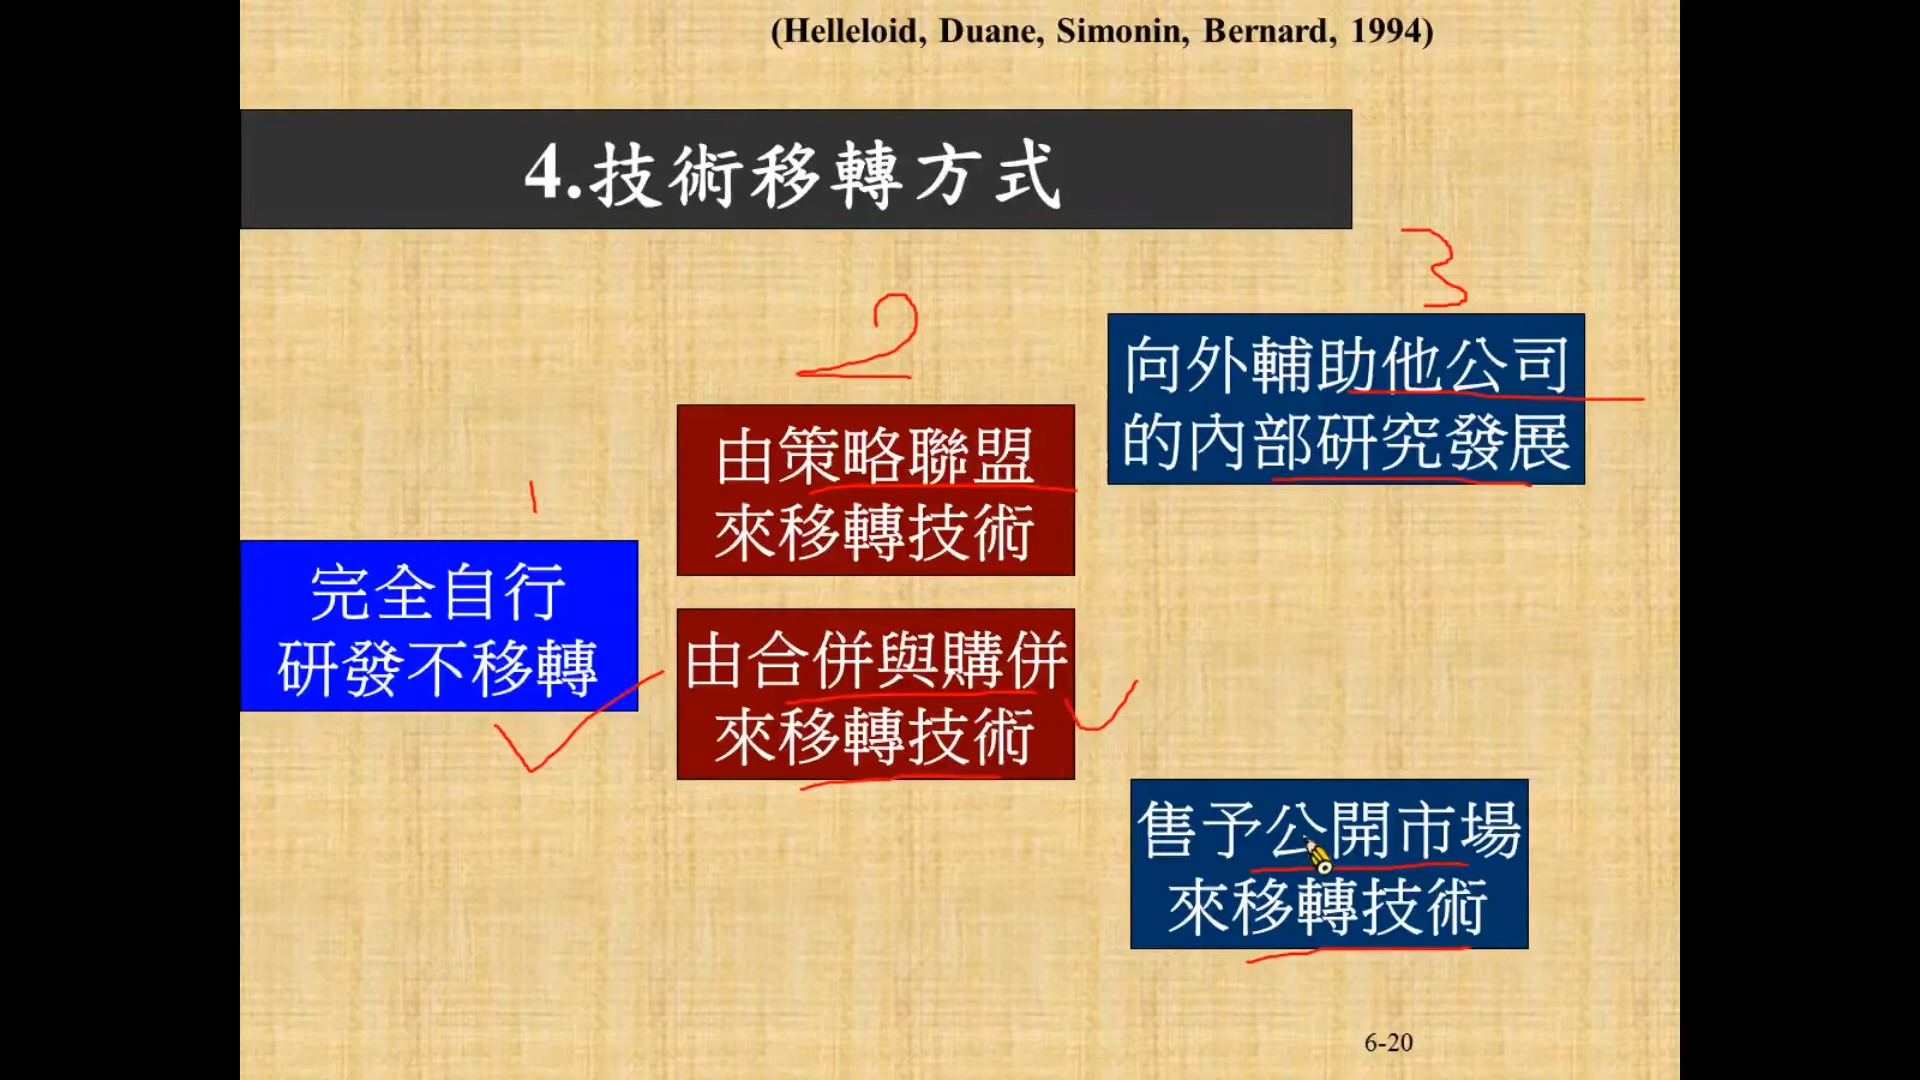 (Helleloid, Duane, Simonin, Bernard, 1994)
4.技術移轉方式
3
2
向外輔助他公司
的內部研究發展
由策略聯盟
來移轉技術
1
完全自行
研發不移轉
由合併與購併
來移轉技術
售予公開市場
來移轉技術
6-20